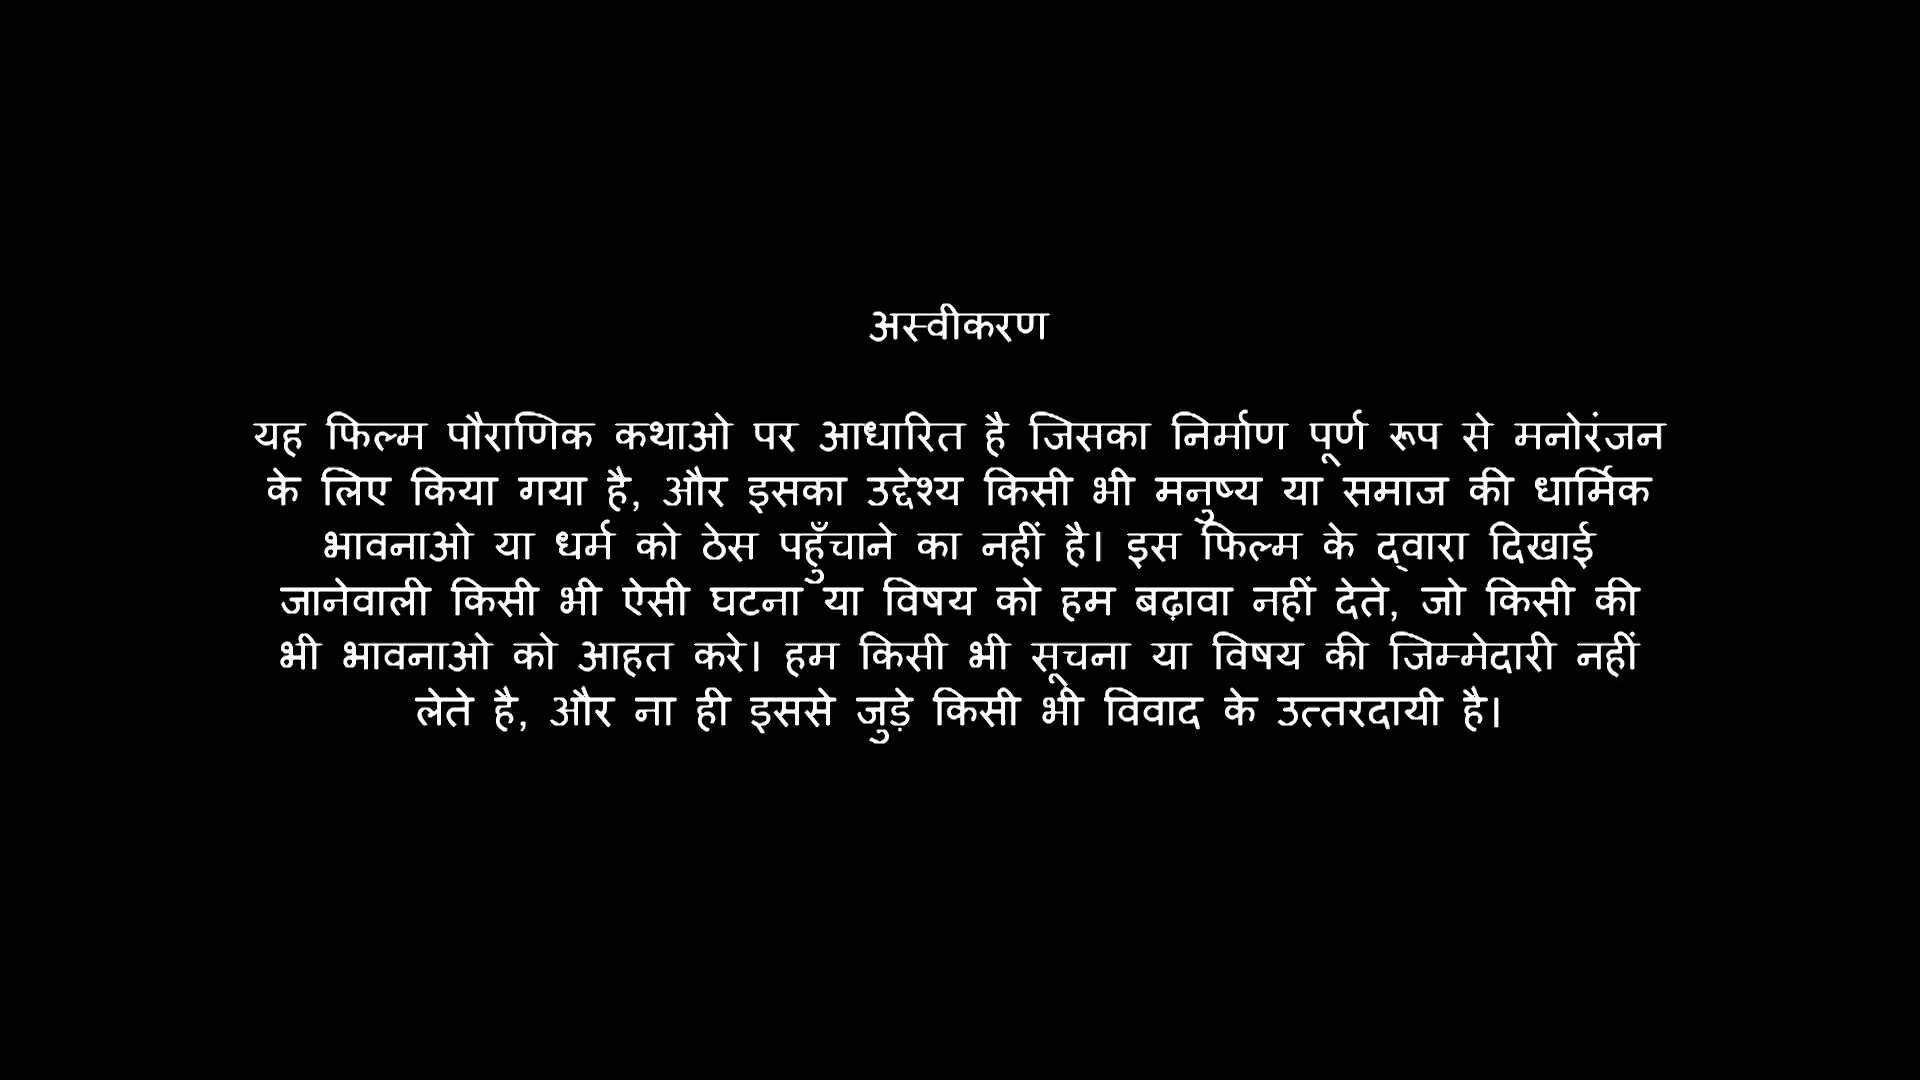 अस्वीकरण
यह फिल्म पौराणिक कथाओ पर आधारित है जिसका निर्माण पूर्ण रूप से मनोरंजन
के लिए किया गया है, और इसका उद्देश्य किसी भी मनुष्य या समाज की धार्मिक
भावनाओ या धर्म को ठेस पहुँचाने का नहीं है। इस फिल्म के द्वारा दिखाई
जानेवाली किसी भी ऐसी घटना या विषय को हम बढ़ावा नहीं देते, जो किसी की
भी भावनाओ को आहत करे। हम किसी भी सूचना या विषय की जिम्मेदारी नहीं
लेते है, और ना ही इससे जुड़े किसी भी विवाद के उत्तरदायी है।